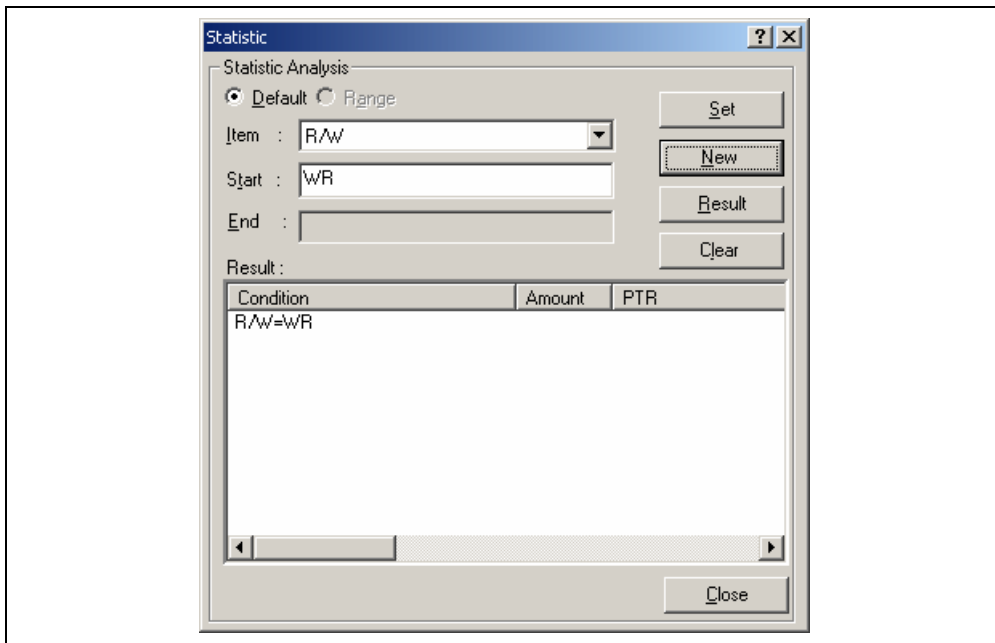 Statistic
Statistic Analysis
Default Range
Set
Item : R/W
New
Start : WR
Result
End :
Clear
Result :
Condition Amount PTR
R/W=WR
Close